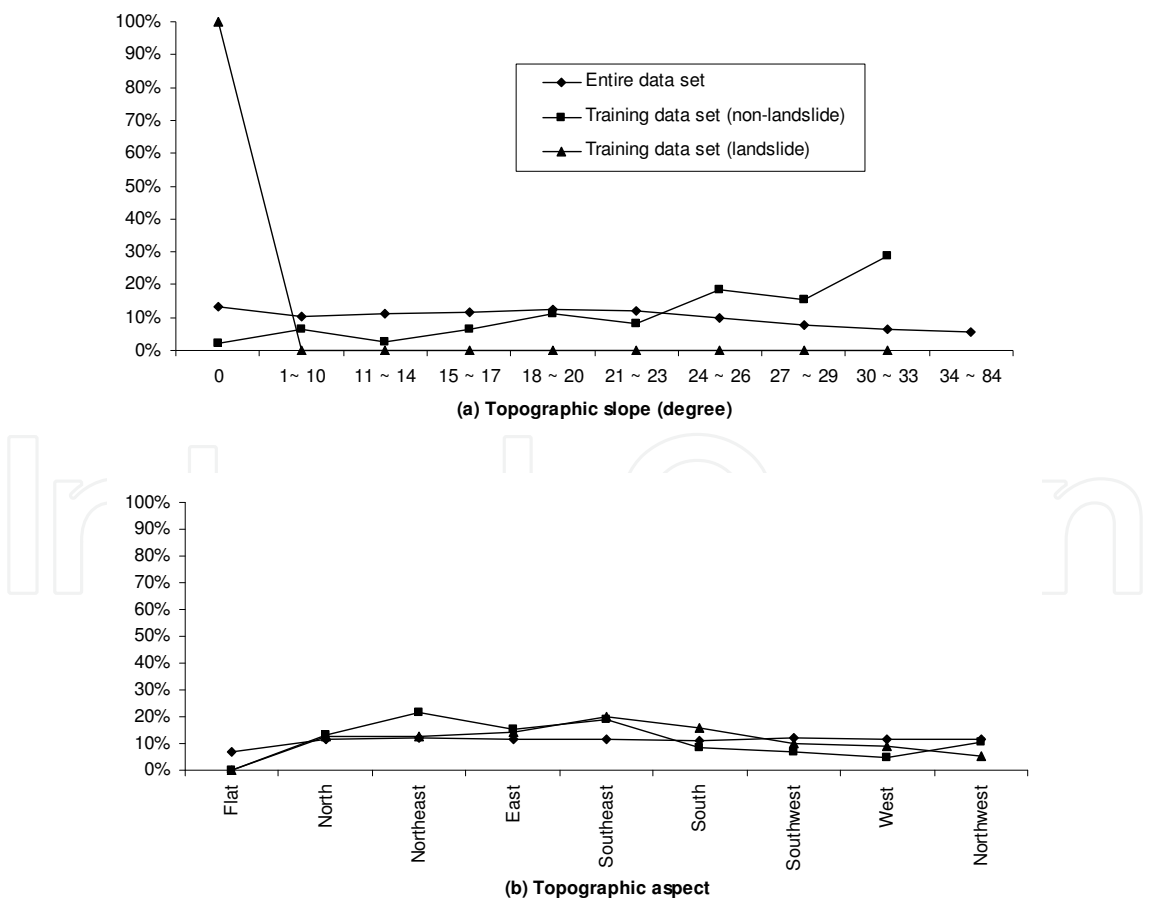 100%
90%
80%
70%
60%
50%
40%
30%
20%
10%
0%
Entire data set
Training data set (non-landslide)
Training data set (landslide)
0 1 ~ 10 11 ~ 14 15 ~ 17 18 ~ 20 21 ~ 23 24 ~ 26 27 ~ 29 30 ~ 33 34 ~ 84
(a) Topographic slope (degree)
100%
90%
80%
70%
60%
50%
40%
30%
20%
10%
0%
Flat
North
Northeast
East
Southeast
South
Southwest
West
Northwest
(b) Topographic aspect